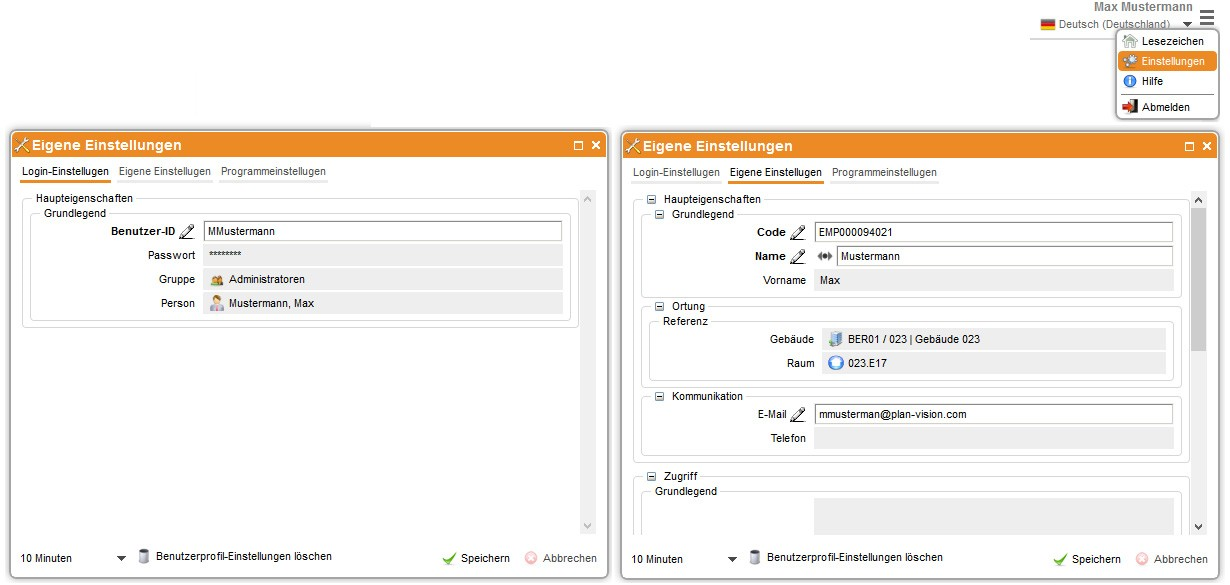 Max Mustermann
Deutsch (Deutschland)
Lesezeichen
Einstellungen
Hilfe
Abmelden
Eigene Einstellungen
Login-Einstellungen Eigene Einstellungen Programmeinstellungen
Haupteigenschaften
Grundlegend
Benutzer-ID MMustermann
Passwort ********
Gruppe Administratoren
Person Mustermann, Max
10 Minuten Benutzerprofil-Einstellungen löschen Speichern Abbrechen
Eigene Einstellungen
Login-Einstellungen Eigene Einstellungen Programmeinstellungen
Haupteigenschaften
Grundlegend
Code EMP000094021
Name Mustermann
Vorname Max
Ortung
Referenz
Gebäude BER01 / 023 | Gebäude 023
Raum 023.E17
Kommunikation
E-Mail mmusterman@plan-vision.com
Telefon
Zugriff
Grundlegend
10 Minuten Benutzerprofil-Einstellungen löschen Speichern Abbrechen